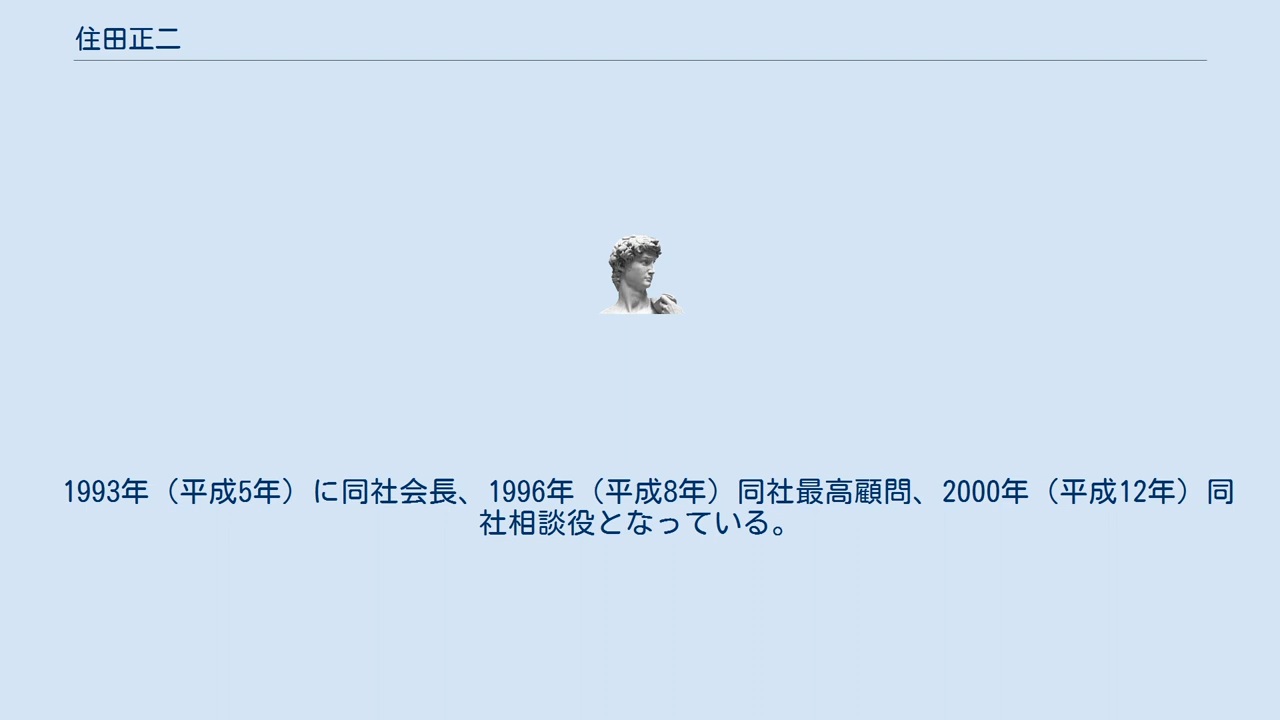 住田正二
1993年（平成5年）に同社会長、1996年（平成8年）同社最高顧問、2000年（平成12年）同
社相談役となっている。